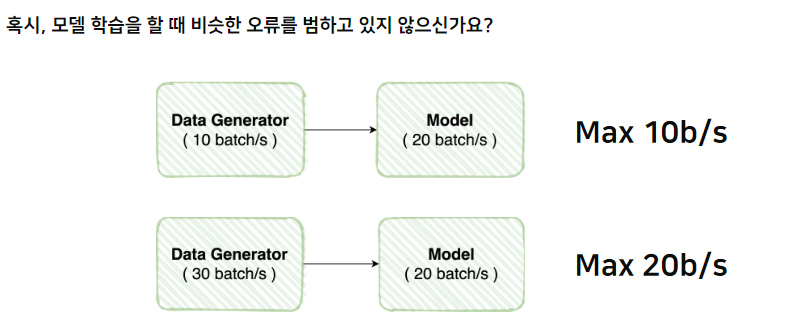 혹시, 모델 학습을 할 때 비슷한 오류를 범하고 있지 않으신가요?
Data Generator
( 10 batch/s )
Model
( 20 batch/s )
Max 10b/s
Data Generator
( 30 batch/s )
Model
( 20 batch/s )
Max 20b/s